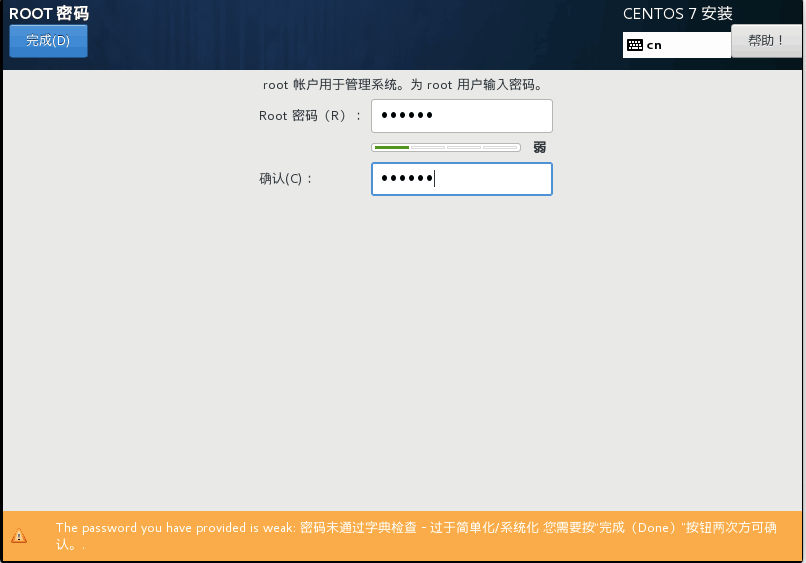 ROOT 密码
CENTOS 7 安装
完成(D)
cn
帮助！
root 帐户用于管理系统。为 root 用户输入密码。
Root 密码（R）：
••••••
弱
确认(C) ：
••••••
The password you have provided is weak: 密码未通过字典检查 - 过于简单化/系统化 您需要按"完成（Done）"按钮两次方可确
认。.